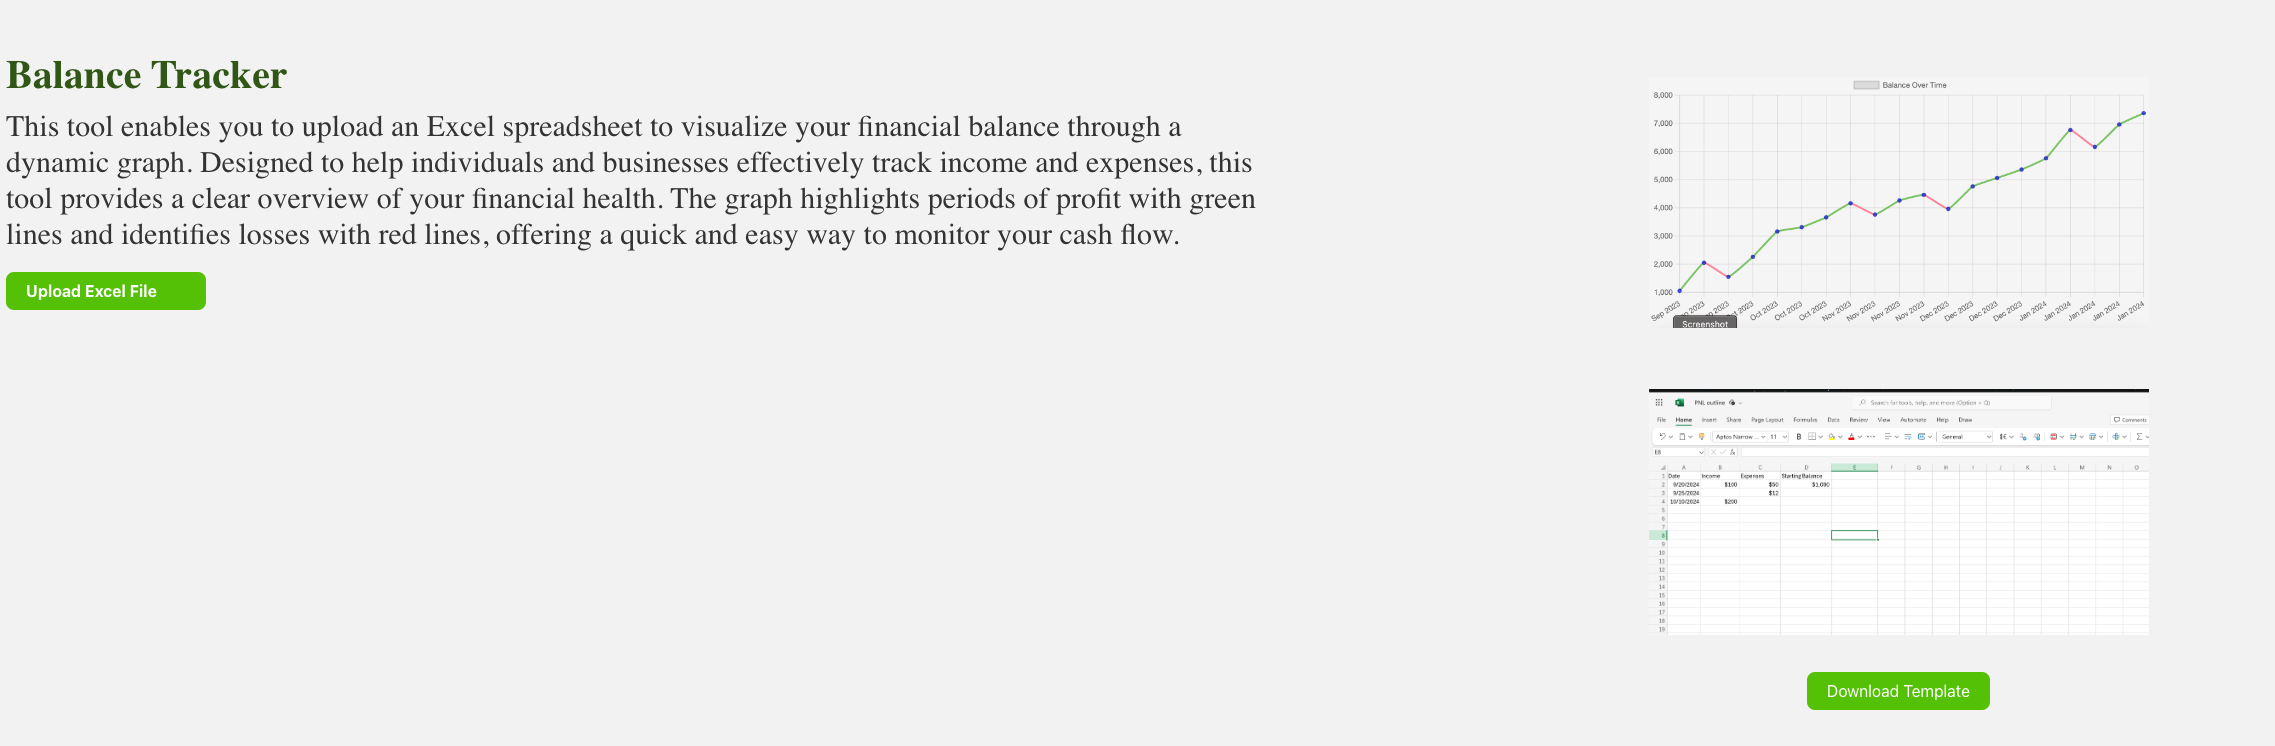 Balance Tracker
This tool enables you to upload an Excel spreadsheet to visualize your financial balance through a
dynamic graph. Designed to help individuals and businesses effectively track income and expenses, this
tool provides a clear overview of your financial health. The graph highlights periods of profit with green
lines and identifies losses with red lines, offering a quick and easy way to monitor your cash flow.
Upload Excel File
Balance Over Time
8,000
7,000
6,000
5,000
4,000
3,000
2,000
1,000
Sep 2023 2023 2023 2023 Oct 2023 Oct 2023 Oct 2023 Nov 2023 Nov 2023 Nov 2023 Nov 2023 Dec 2023 Dec 2023 Dec 2023 Dec 2023 Jan 2024 Jan 2024 Jan 2024 Jan 2024 Jan 2024
Screenshot
PNL outline
Search for tools, help, and more (Option + Q)
File Home Insert Share Page Layout Formulas Data Review View Automate Help Draw Comments
Aptos Narrow ... 11 B A General
E8 fx
A B C D E F G H I J K L M N O
1 Date Income Expenses Starting Balance
2 9/20/2024 $100 $50 $1,000
3 9/25/2024 $12
4 10/10/2024 $200
5
6
7
8
9
10
11
12
13
14
15
16
17
18
19
Download Template